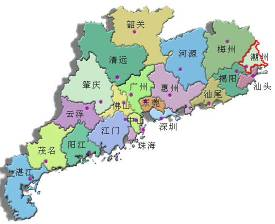 韶关
清远
河源
梅州
潮州
肇庆
广州
惠州
揭阳
汕头
汕尾
云浮
佛山
东莞
中山
深圳
江门
珠海
茂名
阳江
湛江